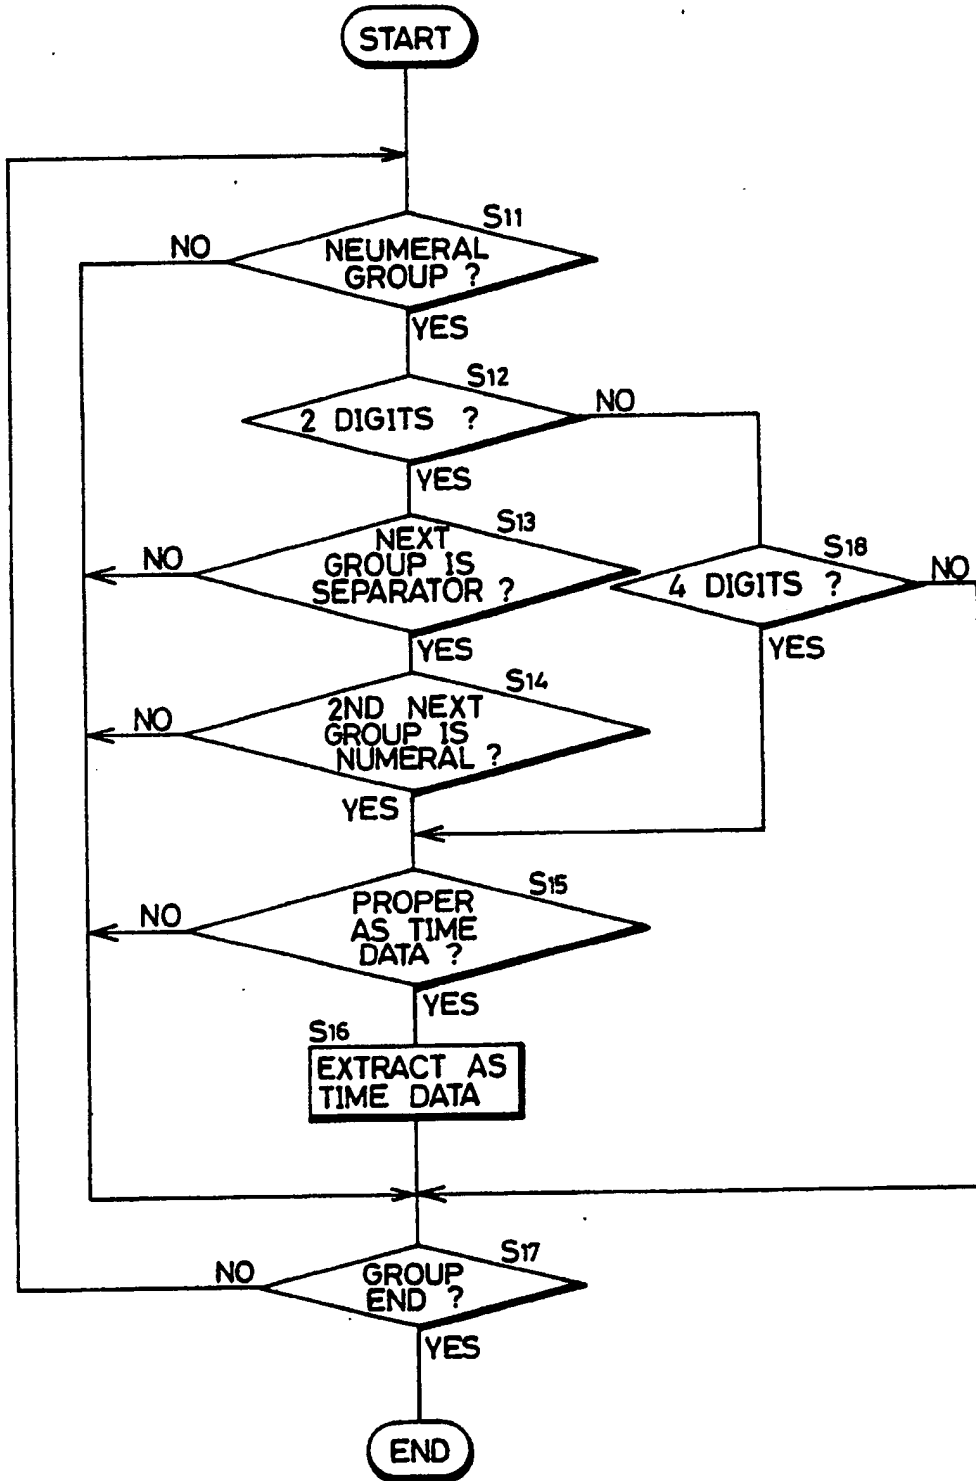 START
S11
NO
NEUMERAL
GROUP ?
YES
S12
2 DIGITS ?
NO
YES
S13
NO
NEXT
GROUP IS
SEPARATOR ?
S18
4 DIGITS ?
NO
YES
YES
S14
NO
2ND NEXT
GROUP IS
NUMERAL ?
YES
S15
NO
PROPER
AS TIME
DATA ?
YES
S16
EXTRACT AS
TIME DATA
S17
NO
GROUP
END ?
YES
END